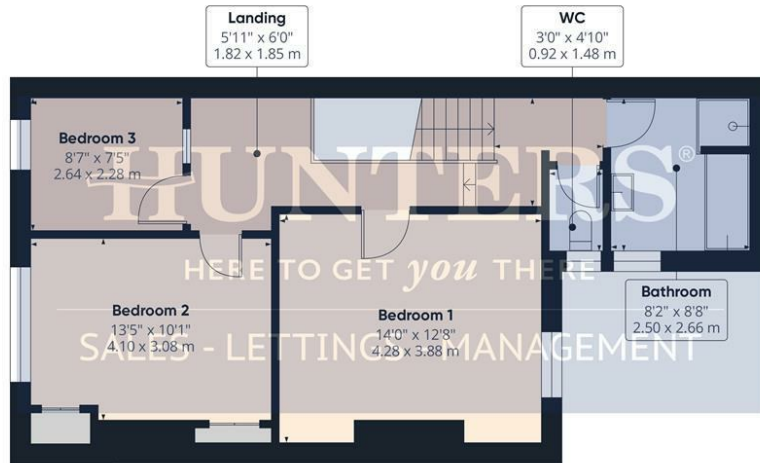 Landing
5'11" x 6'0"
1.82 x 1.85 m
WC
3'0" x 4'10"
0.92 x 1.48 m
Bedroom 3
8'7" x 7'5"
2.64 x 2.28 m
HUNTERS®
HERE TO GET you THERE
Bedroom 2
13'5" x 10'1"
4.10 x 3.08 m
Bedroom 1
14'0" x 12'8"
4.28 x 3.88 m
Bathroom
8'2" x 8'8"
2.50 x 2.66 m
SALES - LETTINGS - MANAGEMENT